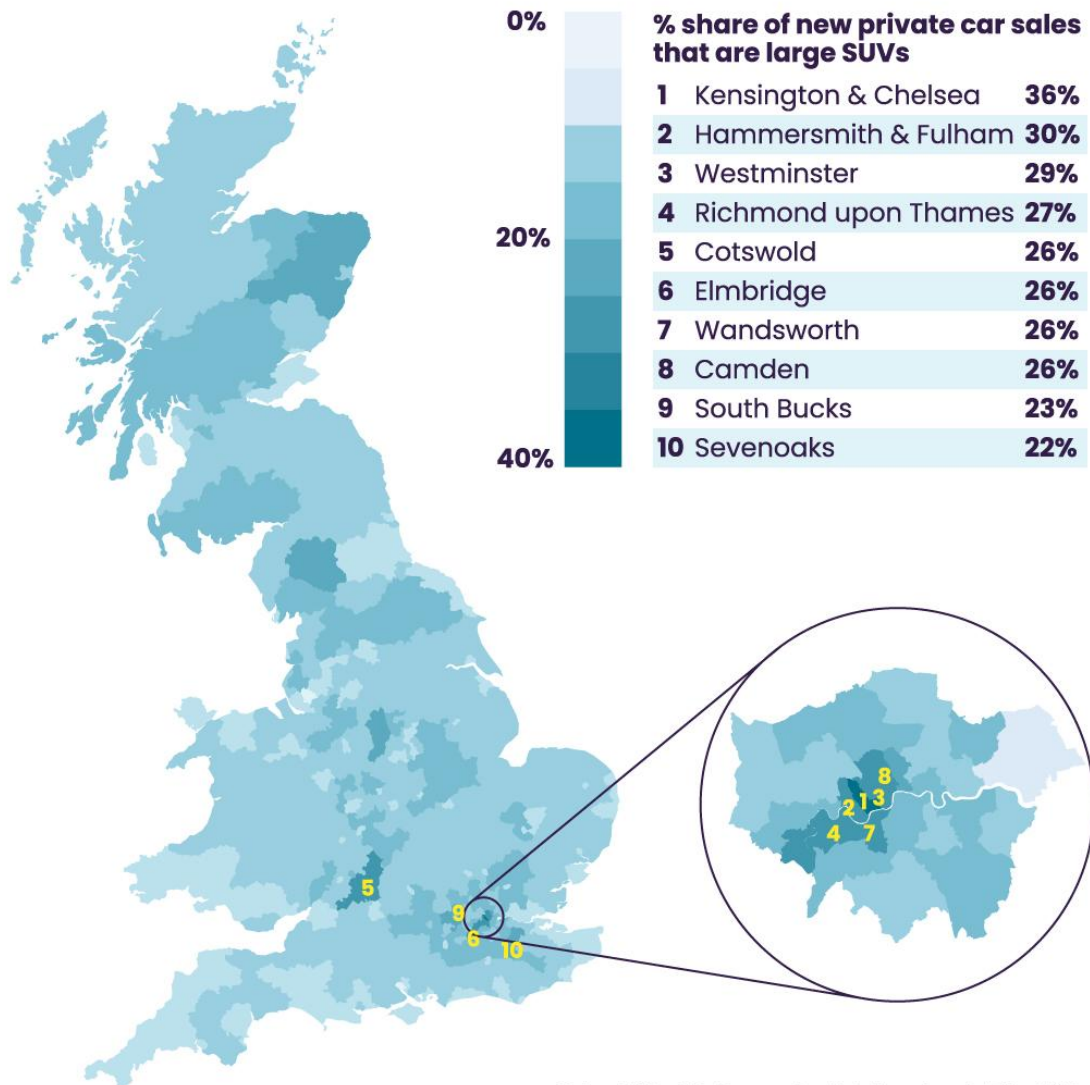 0%
20%
40%
% share of new private car sales
that are large SUVs
1 Kensington & Chelsea 36%
2 Hammersmith & Fulham 30%
3 Westminster 29%
4 Richmond upon Thames 27%
5 Cotswold 26%
6 Elmbridge 26%
7 Wandsworth 26%
8 Camden 26%
9 South Bucks 23%
10 Sevenoaks 22%
8
2 1 3
4 7
5
9
6
10